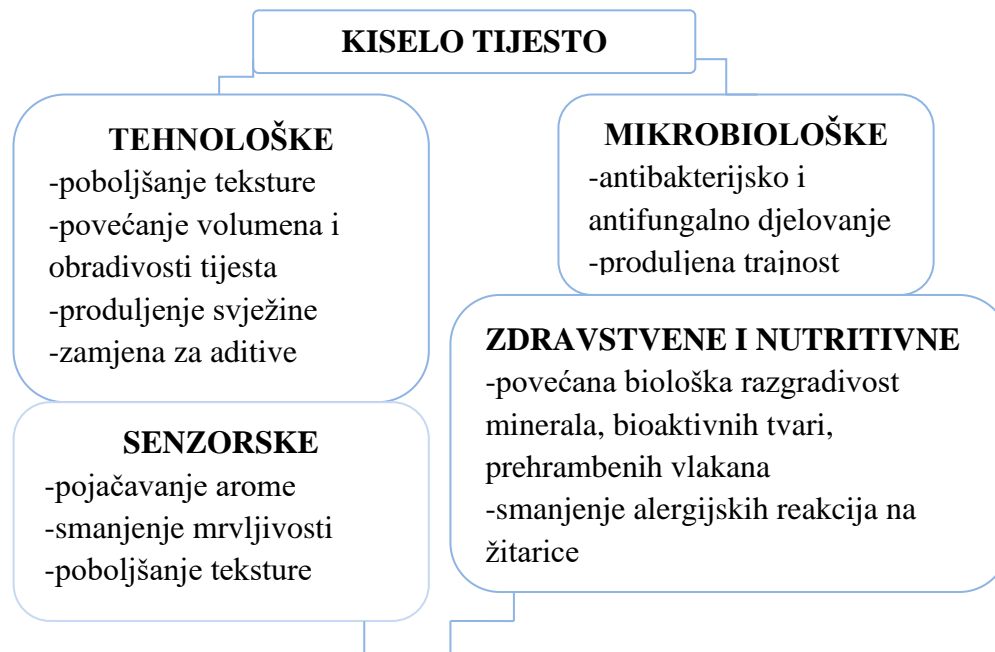 KISELO TIJESTO
TEHNOLOŠKE
-poboljšanje teksture
-povećanje volumena i
obradivosti tijesta
-produljenje svježine
-zamjena za aditive
MIKROBIOLOŠKE
-antibakterijsko i
antifungalno djelovanje
-produljena trajnost
SENZORSKE
-pojačavanje arome
-smanjenje mrvljivosti
-poboljšanje teksture
ZDRAVSTVENE I NUTRITIVNE
-povećana biološka razgradivost
minerala, bioaktivnih tvari,
prehrambenih vlakana
-smanjenje alergijskih reakcija na
žitarice